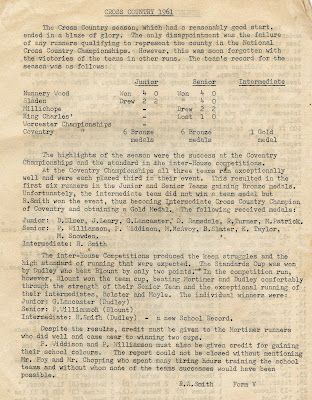 CROSS COUNTRY 1961
The Cross Country season, which had a reasonably good start,
ended in a blaze of glory. The only disappointment was the failure
of any runners qualifying to represent the county in the National
Cross Country Championships. However, this was soon forgotten with
the victories of the teams in other runs. The team's record for the
season was as follows:
Junior Senior Intermediate
Nunnery Wood Won 4 0 Won 4 0
Sladen Drew 2 2 4 0
Millichope - Drew 2 2
King Charles' - Lost 1 0
Worcester Championships
Coventry 6 Bronze 6 Bronze 1 Gold
medals medals medal
The highlights of the season were the success at the Coventry
Championships and the standard in the inter-House competitions.
At the Coventry Championships all three teams ran exceptionally
well and were each placed third in their events. This resulted in the
first six runners in the Junior and Senior Teams gaining Bronze medals.
Unfortunately, the Intermediate team did not win a team medal but
R.Smith won the event, thus becoming Intermediate Cross Country Champion
of Coventry and obtaining a Gold Medal. The following received medals:
Junior: D.Elmer, J.Leary, G.Lancaster, D. Ramsdale, R.Turner, M.Patrick.
Senior: P. Williamson, P. Widdison, M.McAvoy, B.Slater, K. Taylor,
M. Snowden.
Intermediate: R. Smith
The inter-house Competitions produced the keen struggles and the
high standard of running that were expected. The Standards Cup was won
by Dudley who beat Blount by only two points. In the competition run,
however, Blount won the team cup, beating Mortimer and Dudley comfortably
through the strength of their Senior Team and the exceptional running of
their intermediates, Bolster and Moyle. The individual winners were:
Junior: G.Lancaster (Dudley)
Senior: P.Williamson (Blount)
Intermediate: R.Smith (Dudley) - a new School Record.
Despite the results, credit must be given to the Mortimer runners
who did well and came near to winning two cups.
P. Widdison and P. Williamson must also be given credit for gaining
their school colours. The report could not be closed without mentioning
Mr. Foy and Mr. Chopping who spent many tiring hours training the school
teams and without whom none of the teams successes would have been
possible.
R.A.Smith Form V